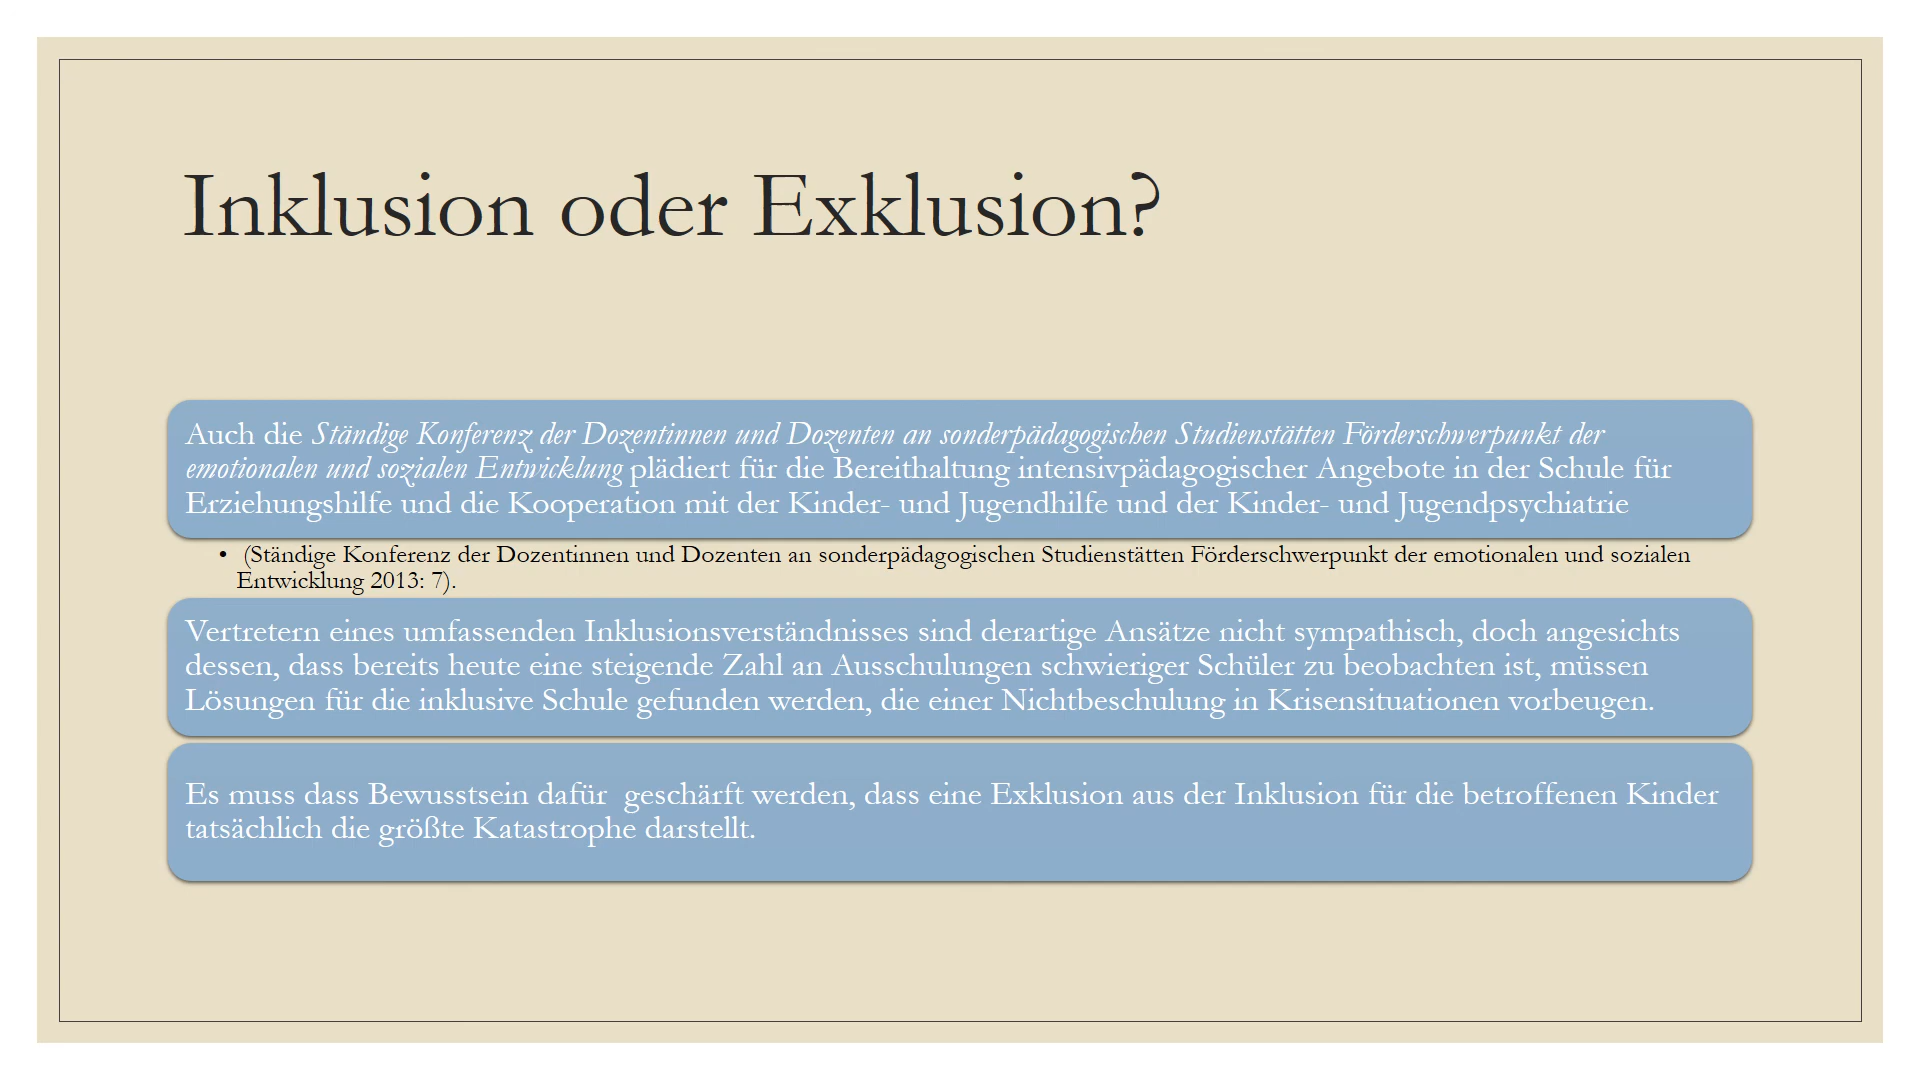 Inklusion oder Exklusion?
Auch die Ständige Konferenz der Dozentinnen und Dozenten an sonderpädagogischen Studienstätten Förderschwerpunkt der
emotionalen und sozialen Entwicklung plädiert für die Bereithaltung intensivpädagogischer Angebote in der Schule für
Erziehungshilfe und die Kooperation mit der Kinder- und Jugendhilfe und der Kinder- und Jugendpsychiatrie
• (Ständige Konferenz der Dozentinnen und Dozenten an sonderpädagogischen Studienstätten Förderschwerpunkt der emotionalen und sozialen
Entwicklung 2013: 7).
Vertretern eines umfassenden Inklusionsverständnisses sind derartige Ansätze nicht sympathisch, doch angesichts
dessen, dass bereits heute eine steigende Zahl an Ausschulungen schwieriger Schüler zu beobachten ist, müssen
Lösungen für die inklusive Schule gefunden werden, die einer Nichtbeschulung in Krisensituationen vorbeugen.
Es muss dass Bewusstsein dafür  geschärft werden, dass eine Exklusion aus der Inklusion für die betroffenen Kinder
tatsächlich die größte Katastrophe darstellt.